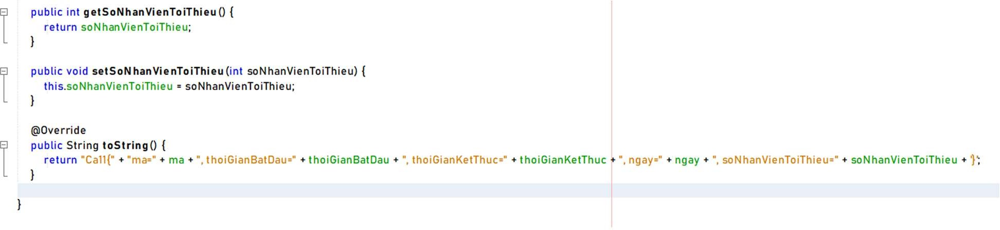 public int getSoNhanVienToiThieu() {
return soNhanVienToiThieu;
}
public void setSoNhanVienToiThieu(int soNhanVienToiThieu) {
this.soNhanVienToiThieu = soNhanVienToiThieu;
}
@Override
public String toString() {
return "Ca11{" + "ma=" + ma + ", thoiGianBatDau=" + thoiGianBatDau + ", thoiGianKetThuc=" + thoiGianKetThuc + ", ngay=" + ngay + ", soNhanVienToiThieu=" + soNhanVienToiThieu + '}';
}
}